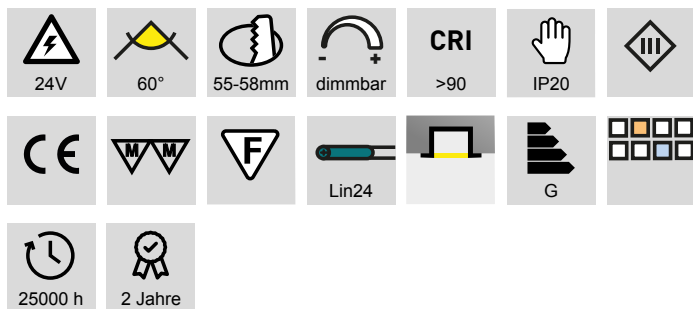 24V
60°
55-58mm
- +
dimmbar
CRI
>90
IP20
III
CE
M M
F
Lin24
G
25000 h
2 Jahre